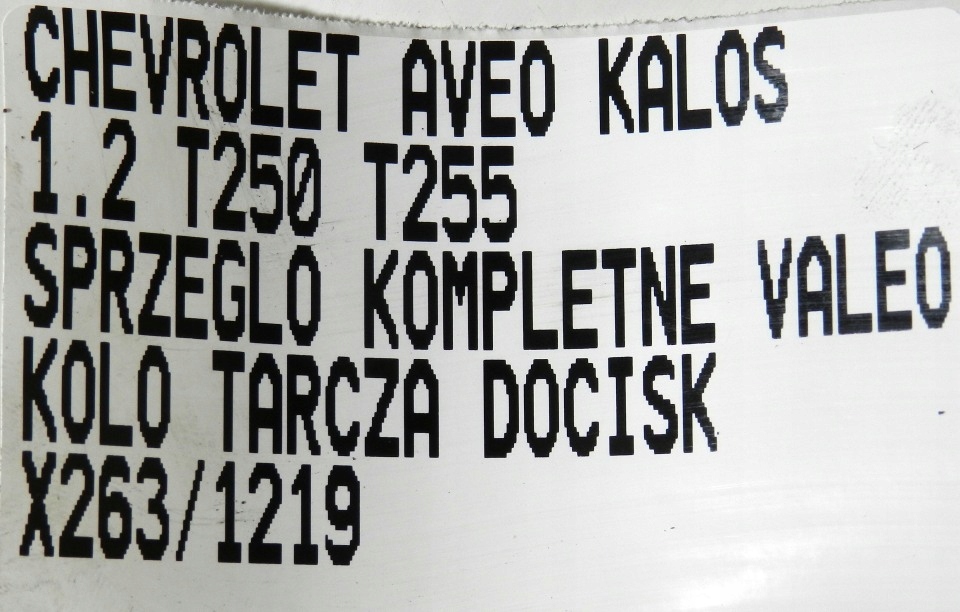 CHEVROLET AVEO KALOS
1.2 T250 T255
SPRZEGLO KOMPLETNE VALEO
KOLO TARCZA DOCISK
X263/1219